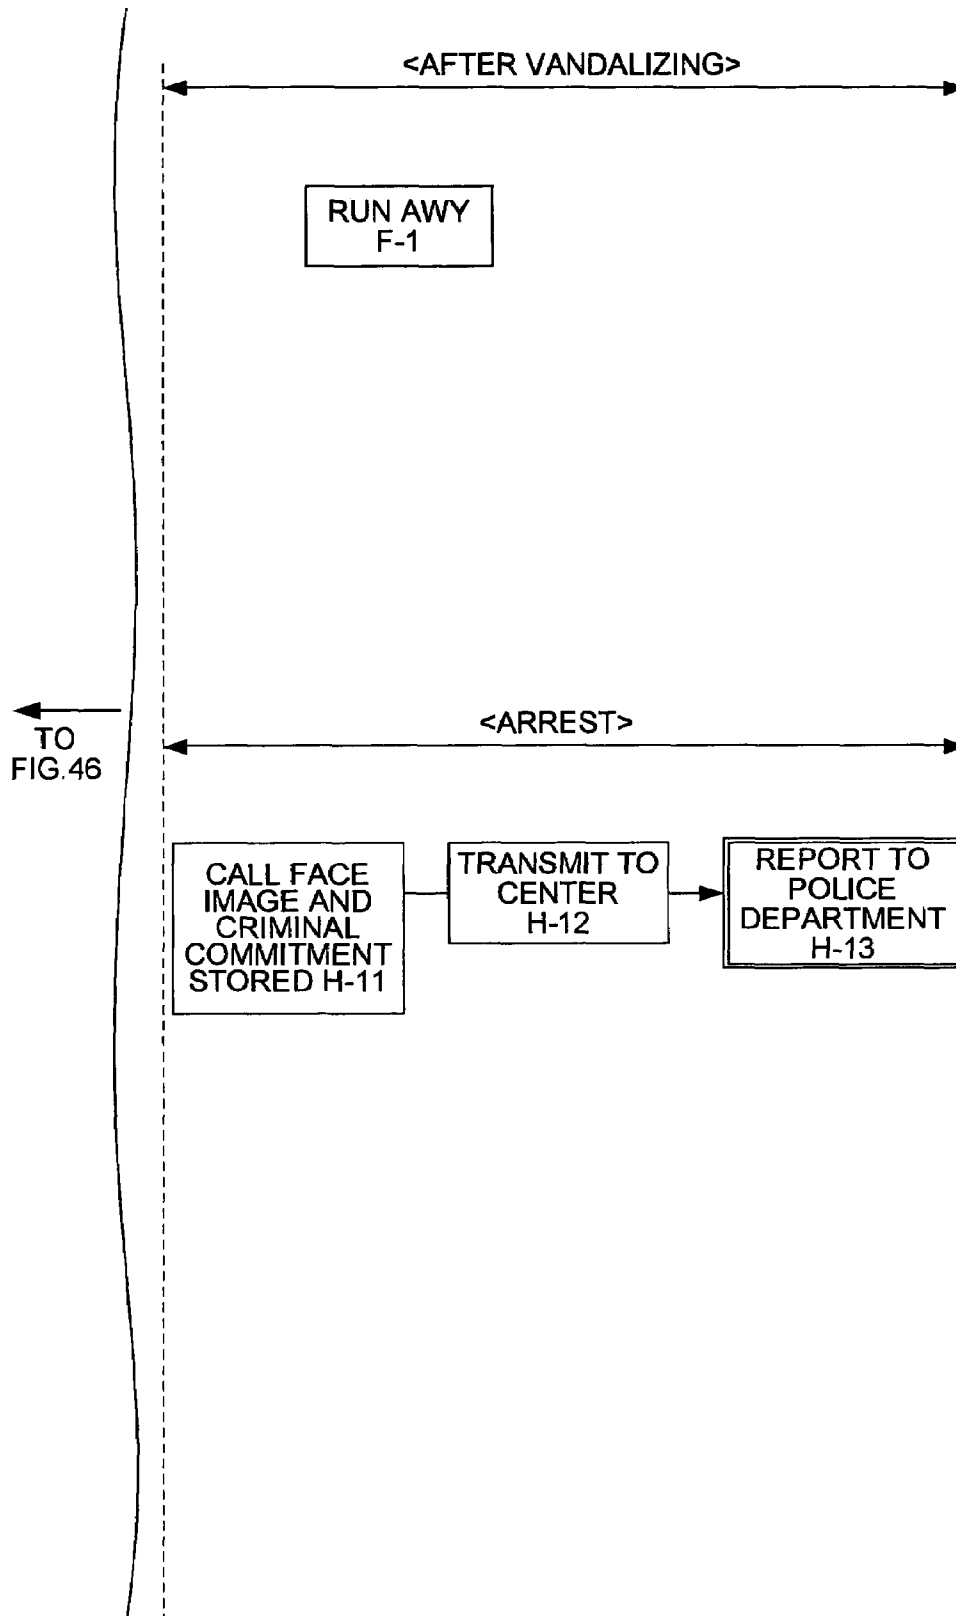 <AFTER VANDALIZING>
RUN AWY
F-1
<ARREST>
TO
FIG.46
CALL FACE
IMAGE AND
CRIMINAL
COMMITMENT
STORED H-11
TRANSMIT TO
CENTER
H-12
REPORT TO
POLICE
DEPARTMENT
H-13